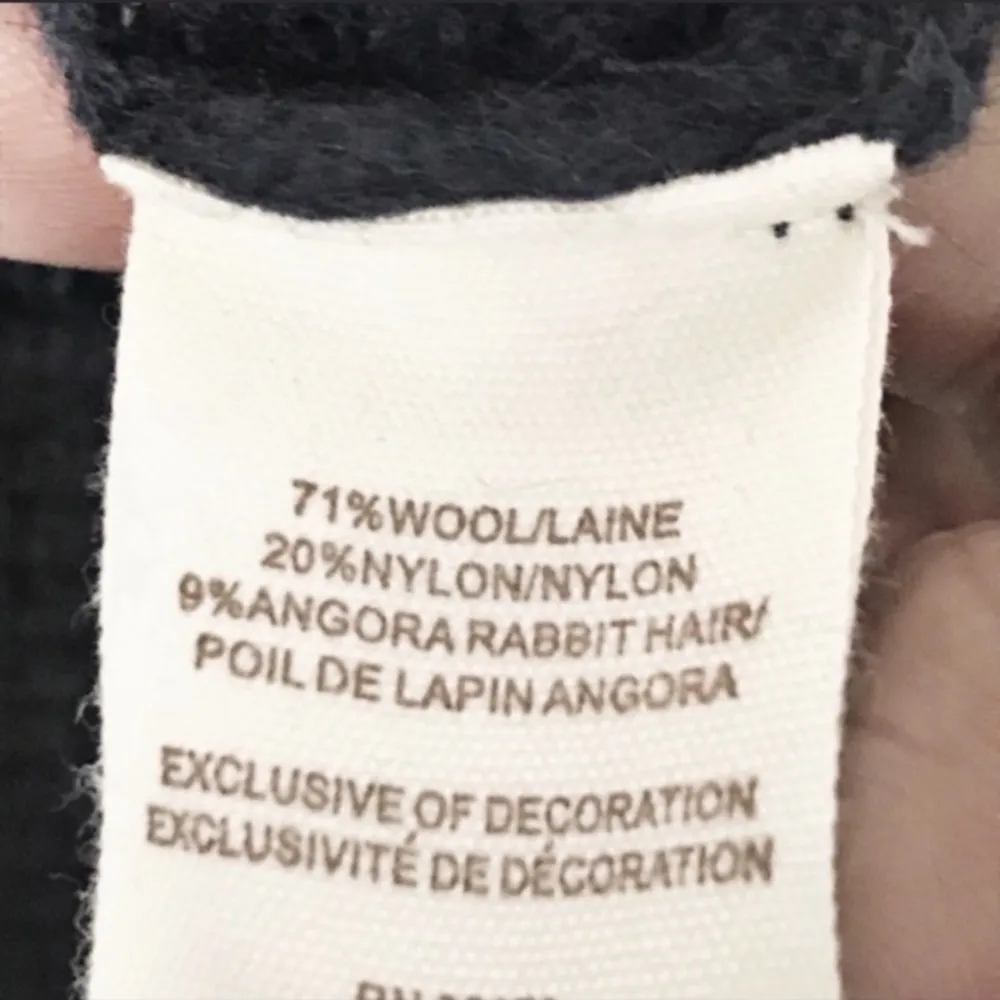 71%WOOL/LAINE
20%NYLON/NYLON
9%ANGORA RABBIT HAIR/
POIL DE LAPIN ANGORA
EXCLUSIVE OF DECORATION
EXCLUSIVITÉ DE DÉCORATION